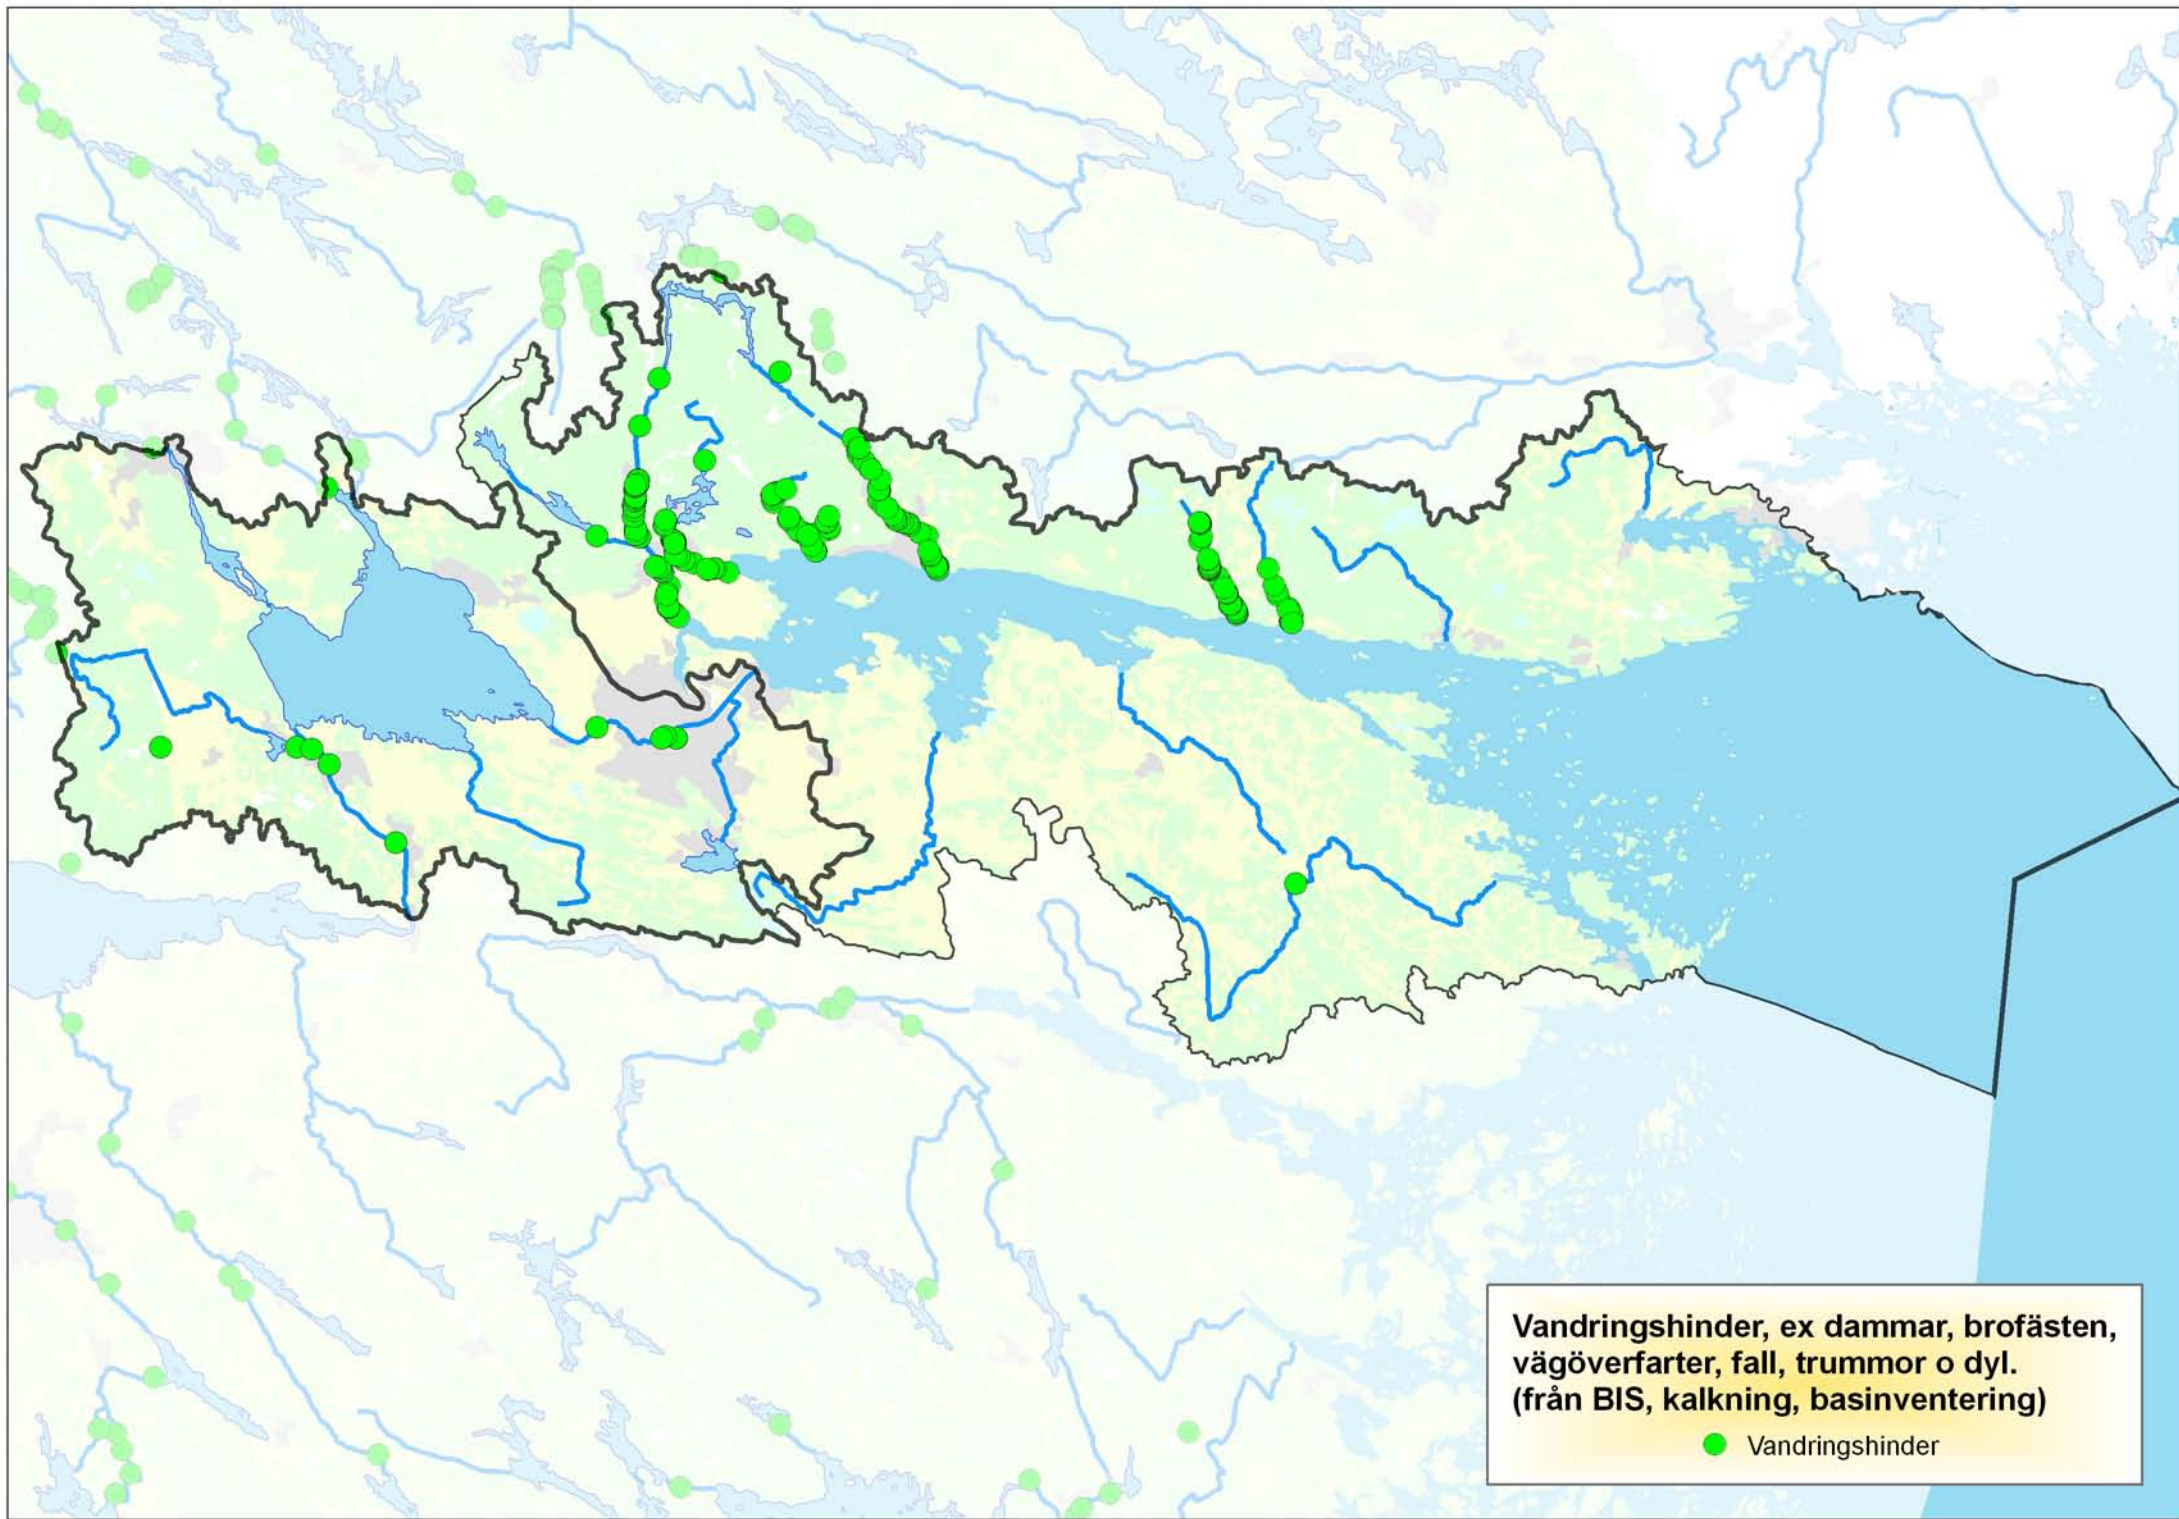 Vandringshinder, ex dammar, brofästen,
vägöverfarter, fall, trummor o dyl.
(från BIS, kalkning, basinventering)
Vandringshinder